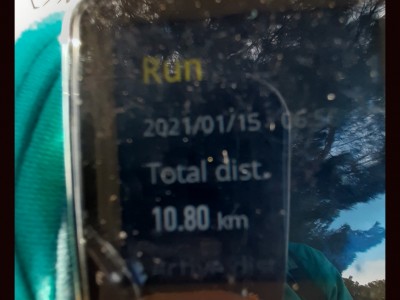 Run
2021/01/15
Total dist.
10.80 km